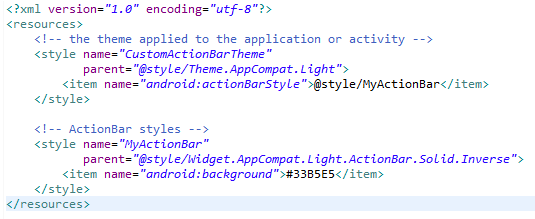 <?xml version="1.0" encoding="utf-8"?>
<resources>
    <!-- the theme applied to the application or activity -->
    <style name="CustomActionBarTheme"
           parent="@style/Theme.AppCompat.Light">
        <item name="android:actionBarStyle">@style/MyActionBar</item>
    </style>

    <!-- ActionBar styles -->
    <style name="MyActionBar"
           parent="@style/Widget.AppCompat.Light.ActionBar.Solid.Inverse">
        <item name="android:background">#33B5E5</item>
    </style>
</resources>